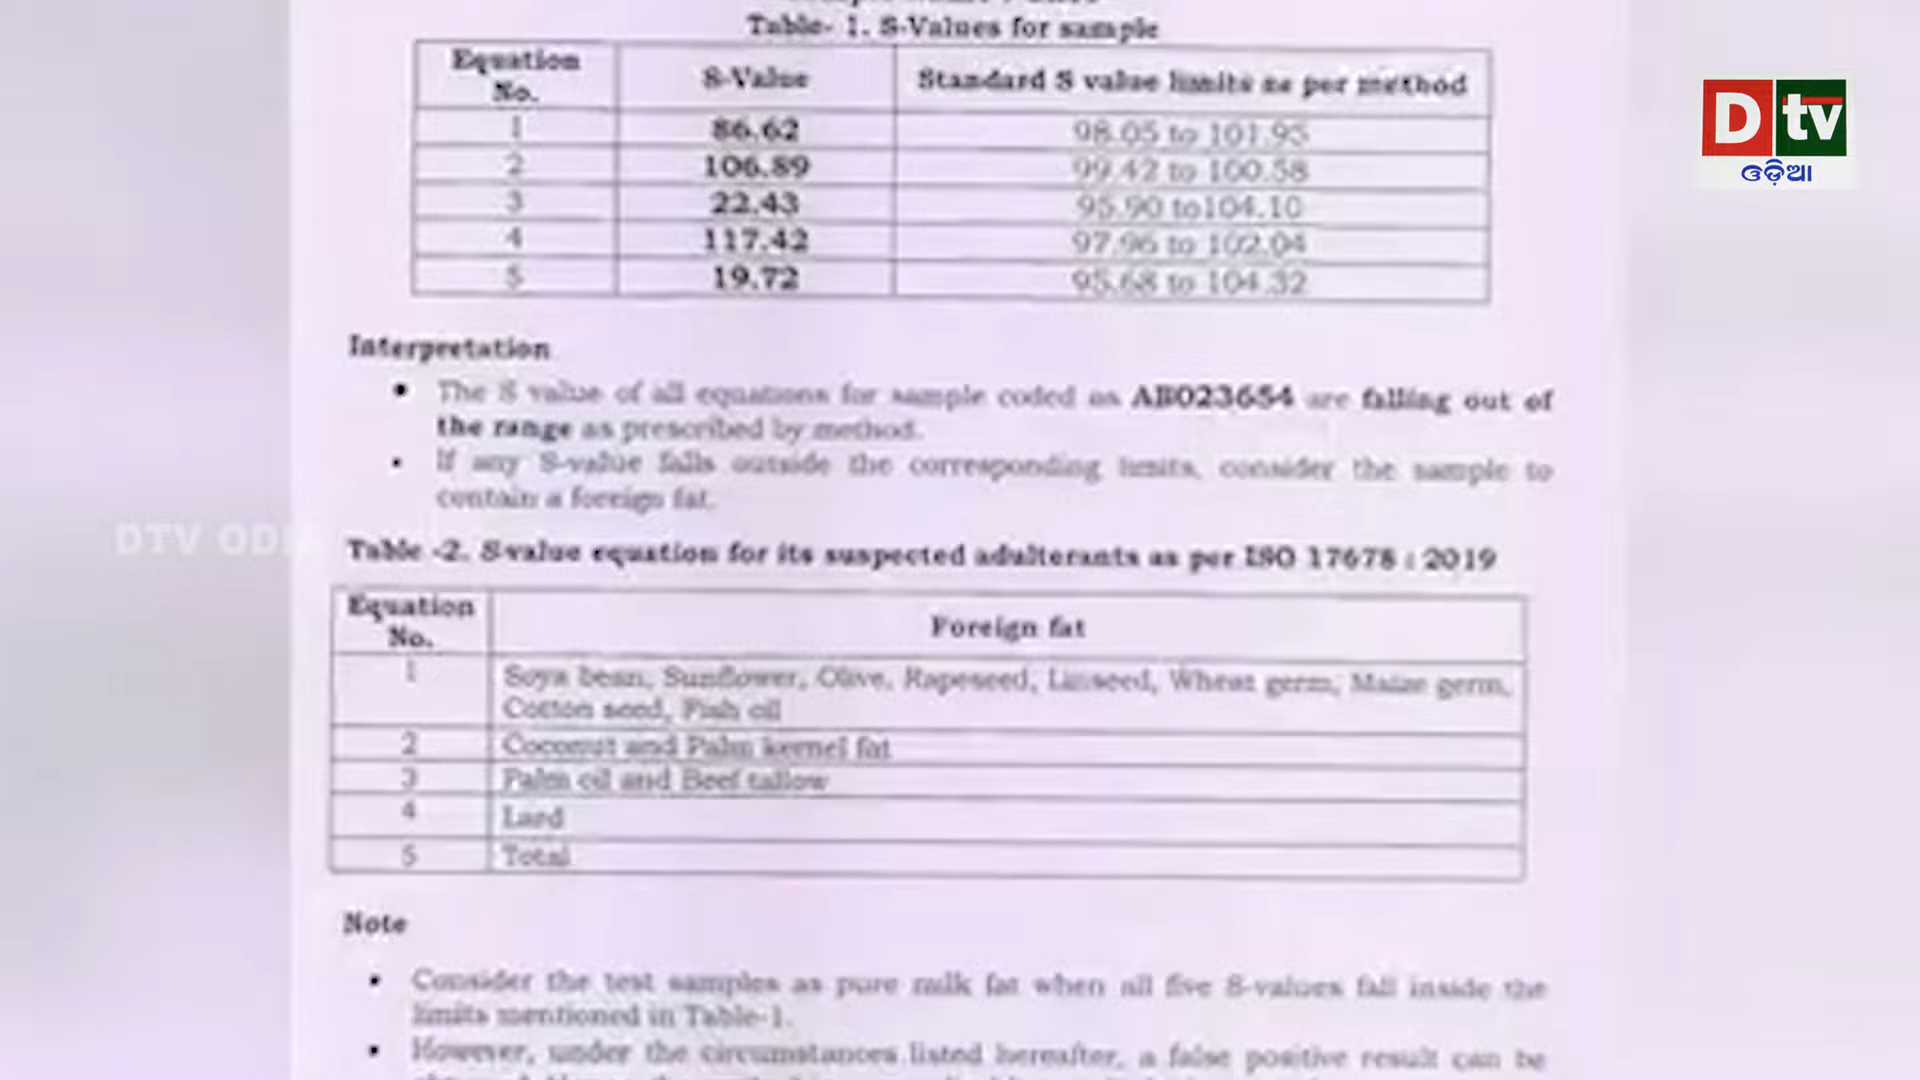 Table- 1. S-Values for sample
Equation No. S-Value Standard S value limits as per method
1 86.62 98.05 to 101.95
2 106.89 99.42 to 100.58
3 22.43 95.90 to104.10
4 117.42 97.96 to 102.04
5 19.72 95.68 to 104.32
Interpretation
• The S value of all equations for sample coded as AB023654 are falling out of
the range as prescribed by method.
• If any S-value falls outside the corresponding limits, consider the sample to
contain a foreign fat.
Table -2. S-value equation for its suspected adulterants as per ISO 17678 : 2019
Equation No. Foreign fat
1 Soya bean, Sunflower, Olive, Rapeseed, Linseed, Wheat germ, Maize germ,
Cotton seed, Fish oil
2 Coconut and Palm kernel fat
3 Palm oil and Beef tallow
4 Lard
5 Total
Note
• Consider the test samples as pure milk fat when all five S-values fall inside the
limits mentioned in Table-1.
• However, under the circumstances listed hereafter, a false positive result can be
D tv
ଓଡ଼ିଆ
DTV ODI